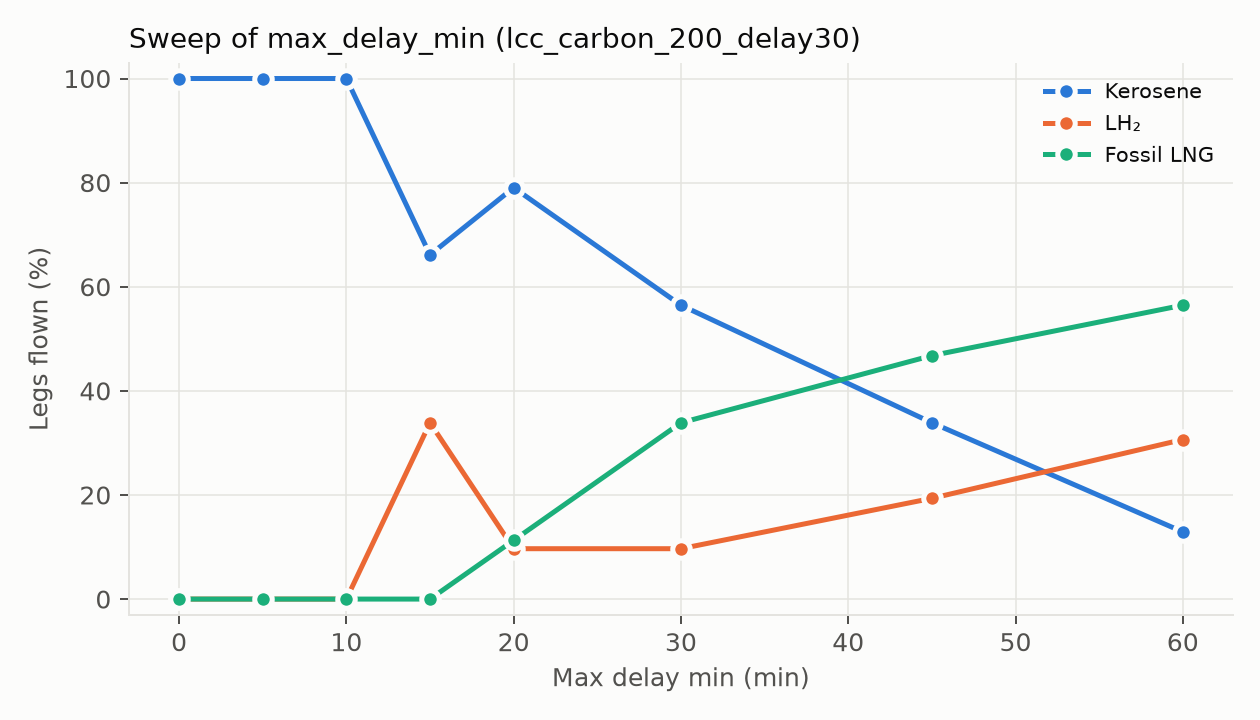 Sweep of max_delay_min (lcc_carbon_200_delay30)
Kerosene
LH₂
Fossil LNG
Legs flown (%)
100
80
60
40
20
0
0 10 20 30 40 50 60
Max delay min (min)